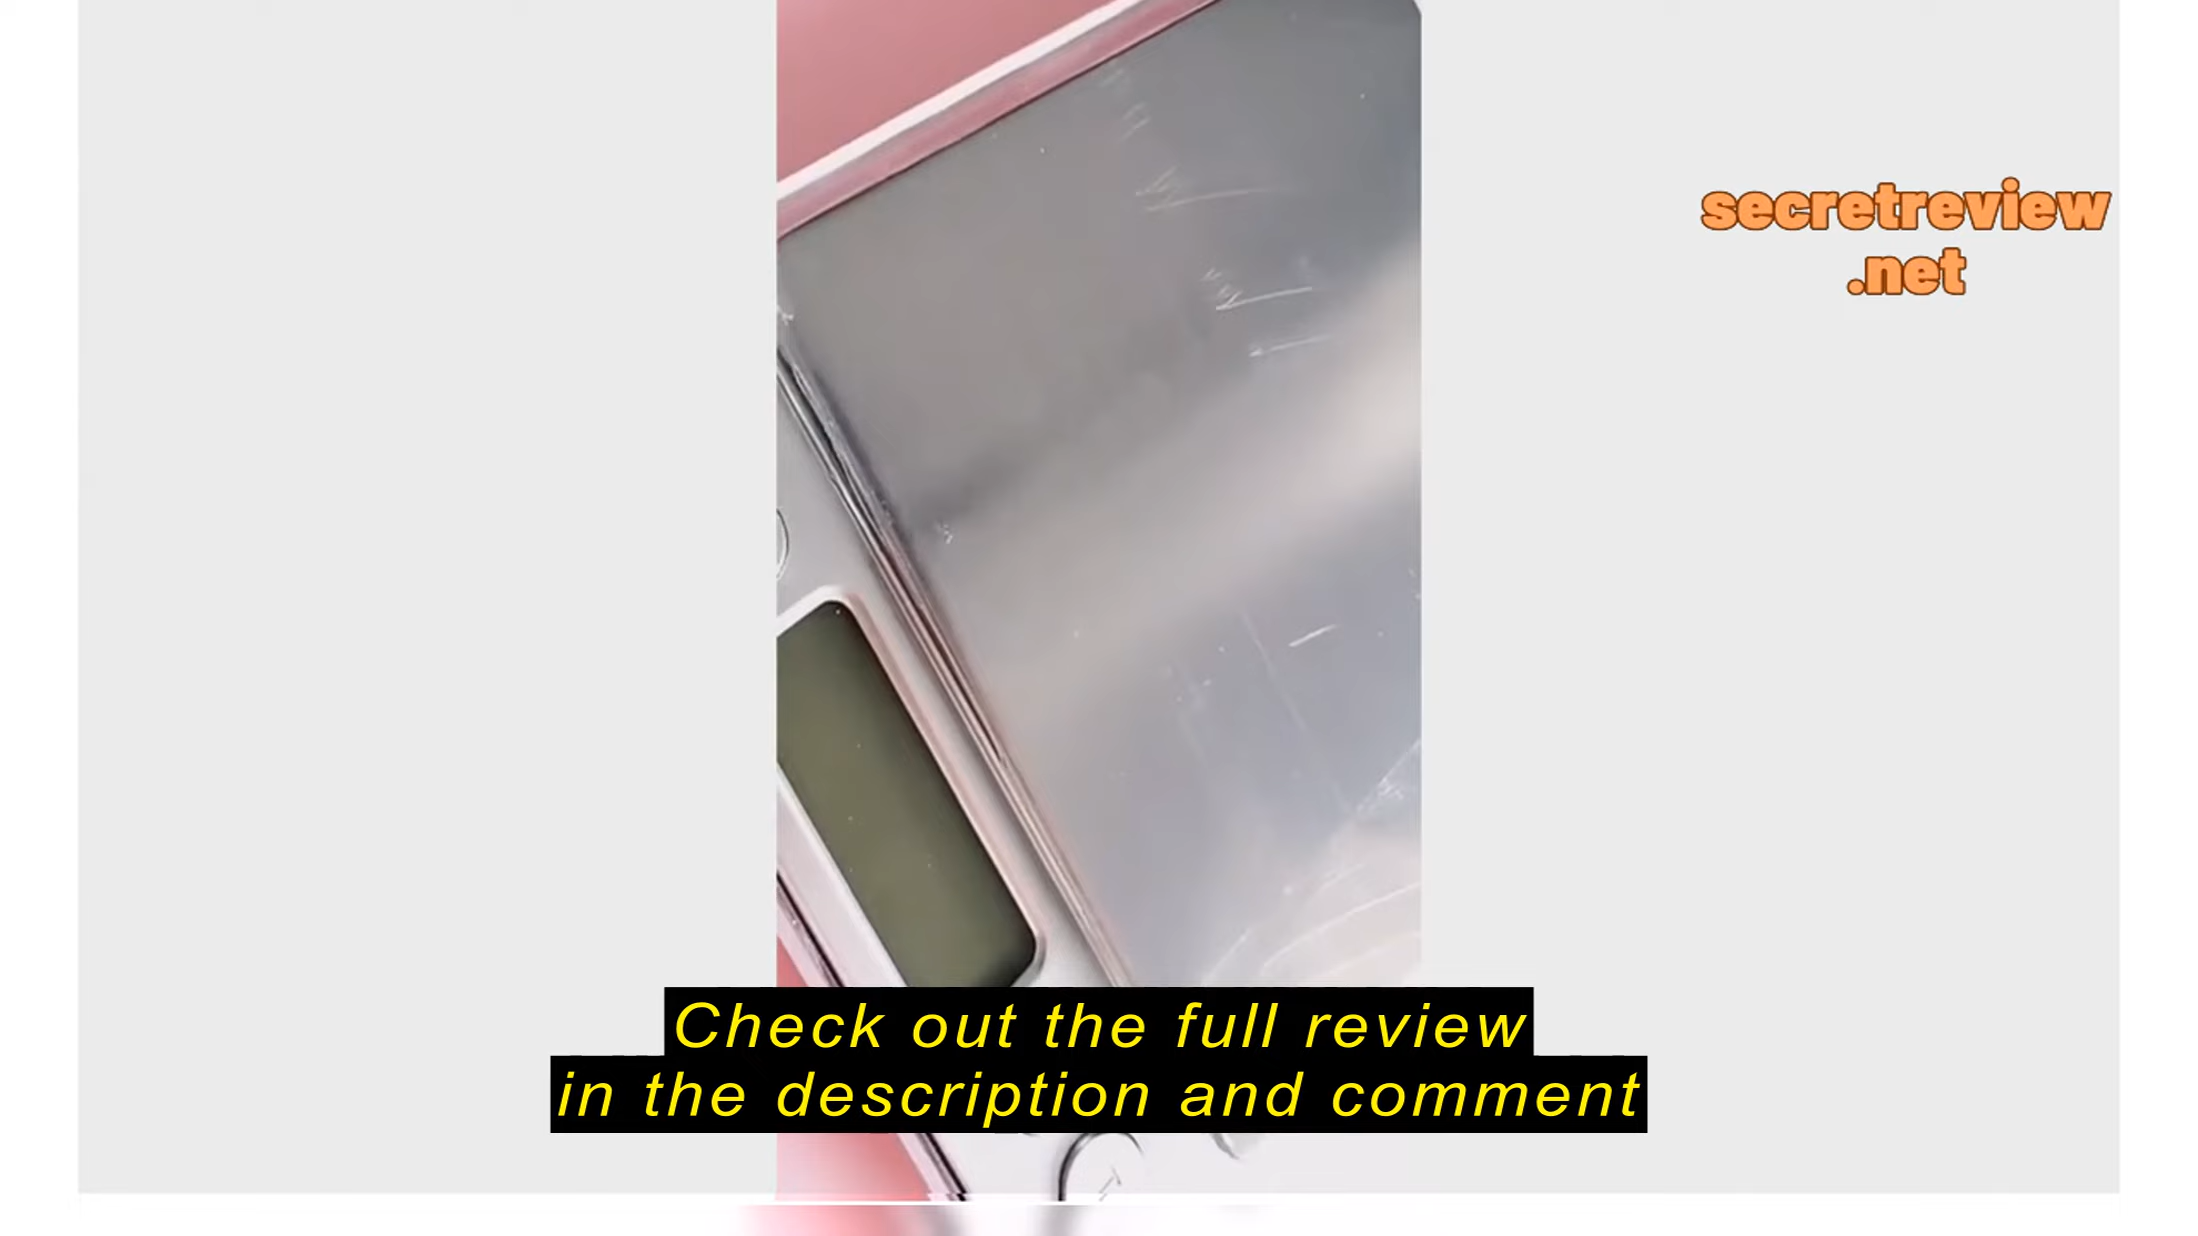 secretreview
.net
Check out the full review
in the description and comment